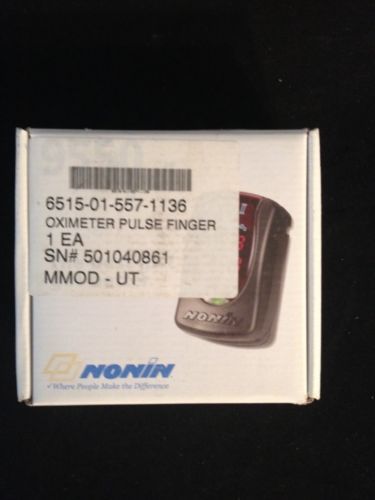 9550
6515-01-557-1136
OXIMETER PULSE FINGER
1 EA
SN# 501040861
MMOD - UT
NONIN
NONIN
Where People Make the Difference